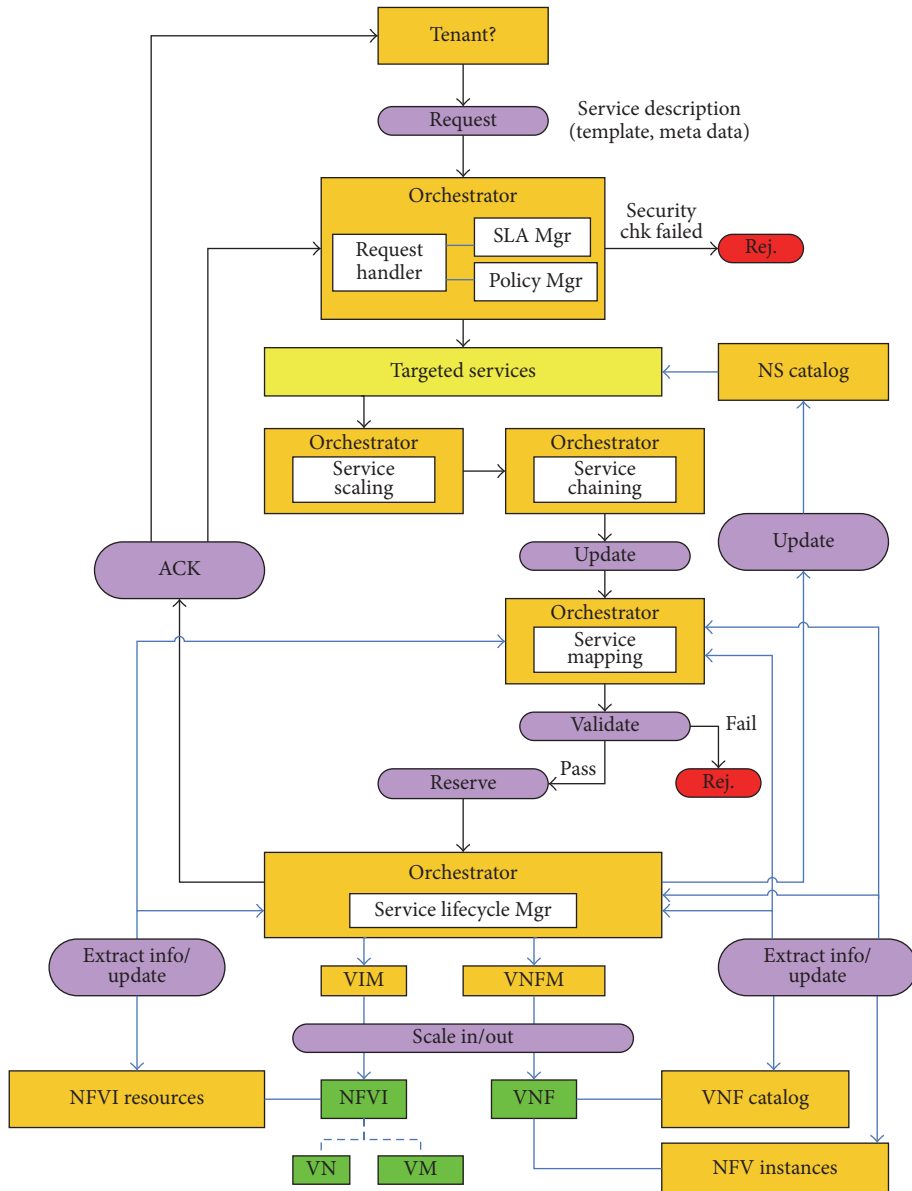 Tenant?
Request
Service description
(template, meta data)
Orchestrator
Request
handler
SLA Mgr
Policy Mgr
Security
chk failed
Rej.
Targeted services
NS catalog
Orchestrator
Service
scaling
Orchestrator
Service
chaining
ACK
Update
Update
Orchestrator
Service
mapping
Validate
Fail
Pass
Reserve
Rej.
Orchestrator
Service lifecycle Mgr
Extract info/
update
VIM
VNFM
Extract info/
update
Scale in/out
NFVI resources
NFVI
VNF
VNF catalog
VN
VM
NFV instances